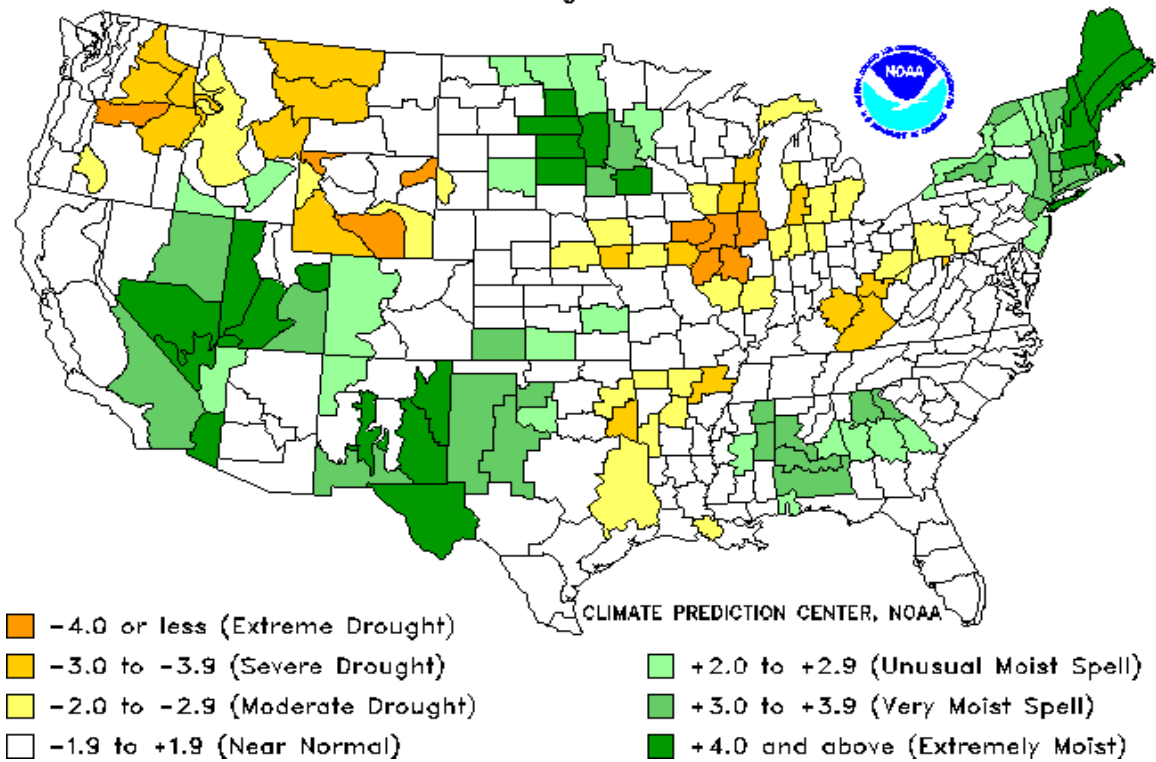 NOAA
CLIMATE PREDICTION CENTER, NOAA
-4.0 or less (Extreme Drought)
-3.0 to -3.9 (Severe Drought)
-2.0 to -2.9 (Moderate Drought)
-1.9 to +1.9 (Near Normal)
+2.0 to +2.9 (Unusual Moist Spell)
+3.0 to +3.9 (Very Moist Spell)
+4.0 and above (Extremely Moist)